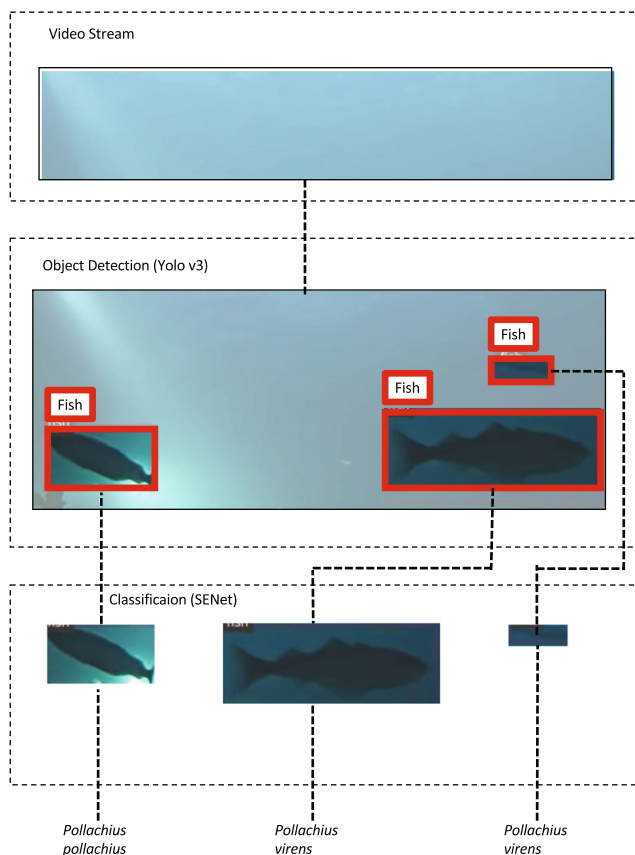 Video Stream
Object Detection (Yolo v3)
Fish
Fish
Fish
Classificaion (SENet)
Pollachius
pollachius
Pollachius
virens
Pollachius
virens